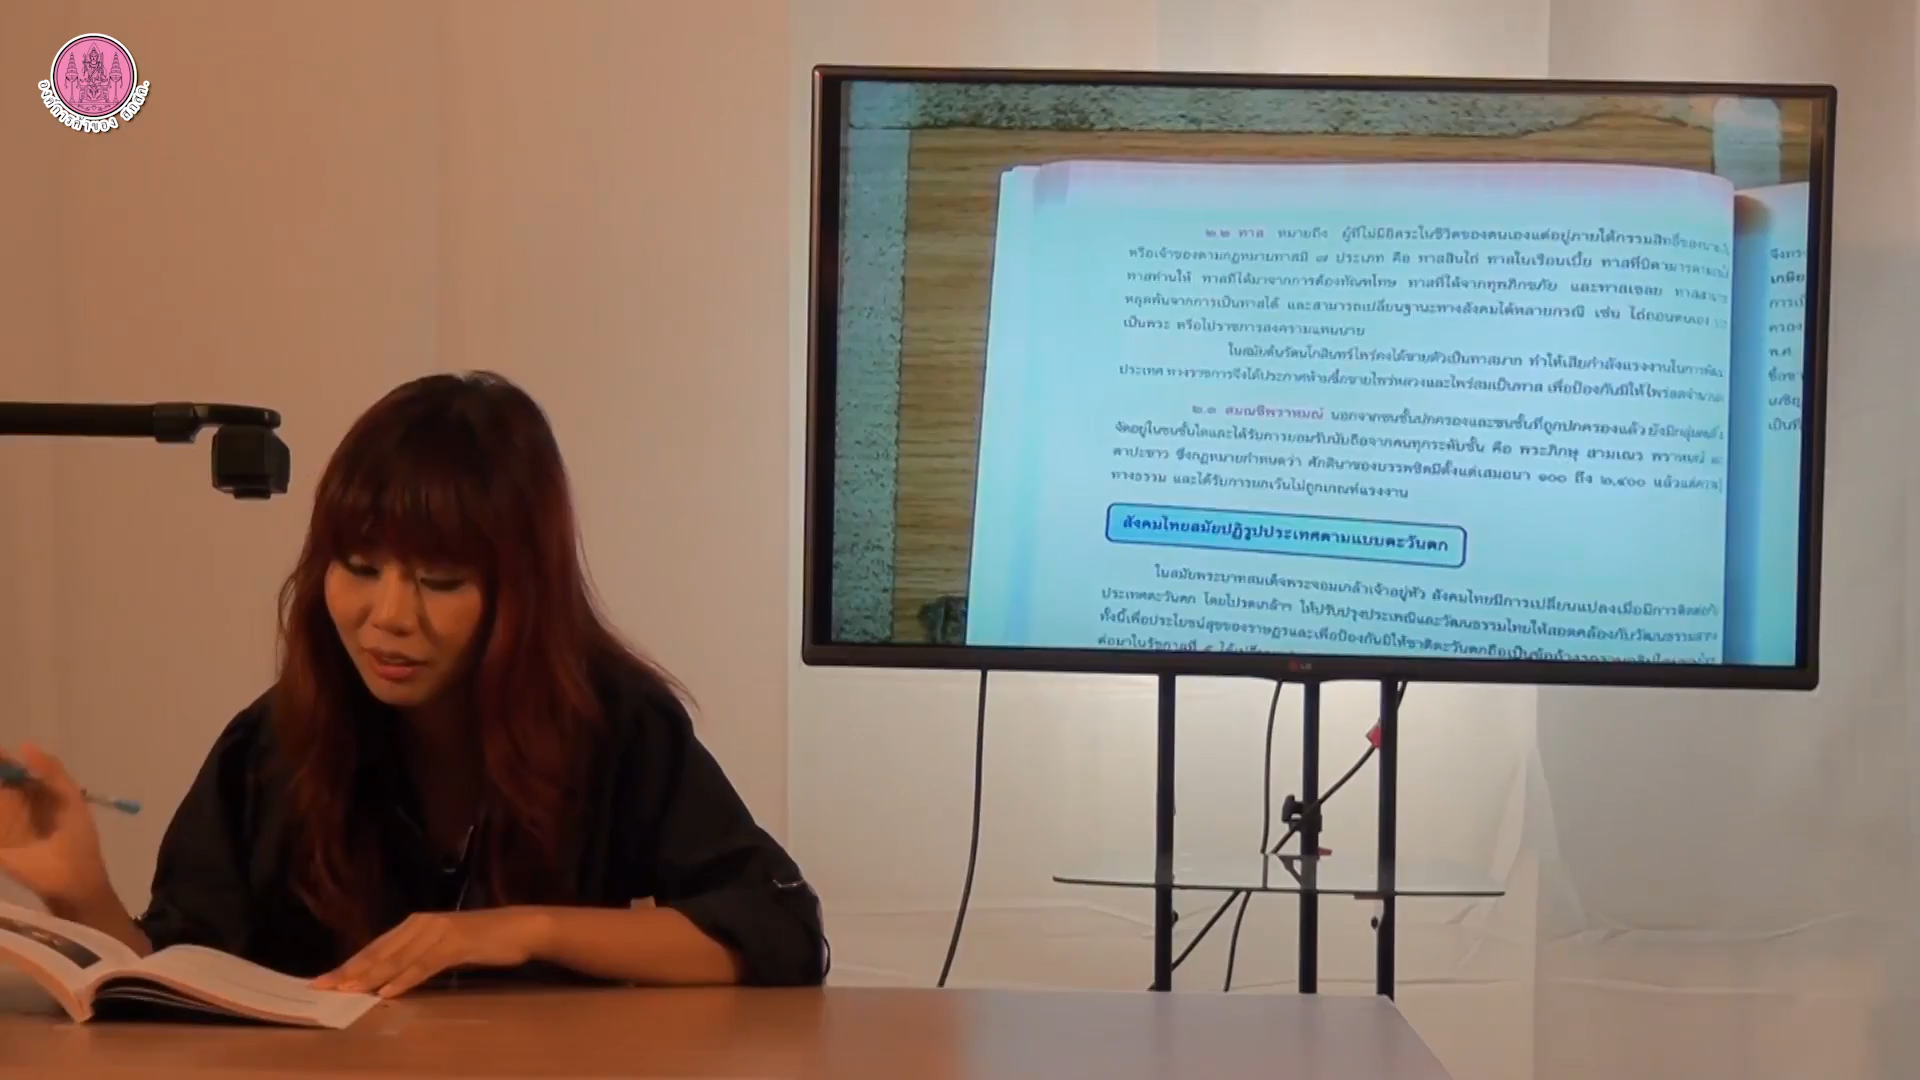 องค์การค้าของ สกสค.
๒.๒ ทาส หมายถึง ผู้ที่ไม่มีอิสระในชีวิตของตนเองแต่อยู่ภายใต้กรรมสิทธิ์ของนายเงิน
หรือเจ้าของตามกฎหมายทาสมี ๗ ประเภท คือ ทาสสินไถ่ ทาสในเรือนเบี้ย ทาสที่บิดามารดา
ทาสท่านให้ ทาสที่ได้มาจากการต้องทัณฑโทษ ทาสที่ได้จากทุพภิกขภัย และทาสเชลย
หลุดพ้นจากการเป็นทาสได้ และสามารถเปลี่ยนฐานะทางสังคมได้หลายกรณี เช่น ไถ่ถอนตนเอง
เป็นพระ หรือไปราชการสงครามแทนนาย
ในสมัยต้นรัตนโกสินทร์ไพร่คงได้ขายตัวเป็นทาสมาก ทำให้เสียกำลังแรงงานในการพัฒนา
ประเทศ ทางราชการจึงได้ประกาศห้ามซื้อขายไพร่หลวงและไพร่สมเป็นทาส เพื่อป้องกันมิให้ไพร่ลดจำนวนลง
๒.๓ สมณชีพราหมณ์ นอกจากชนชั้นปกครองและชนชั้นที่ถูกปกครองแล้ว ยังมีกลุ่มคนซึ่ง
จัดอยู่ในชนชั้นใดและได้รับการยอมรับนับถือจากคนทุกระดับชั้น คือ พระภิกษุ สามเณร พราหมณ์
ดาปะขาว ซึ่งกฎหมายกำหนดว่า ศักดินาของบรรพชิตมีตั้งแต่เสมอนา ๑๐๐ ถึง ๒,๔๐๐ แล้วแต่ความรู้
ทางธรรม และได้รับการยกเว้นไม่ถูกเกณฑ์แรงงาน
สังคมไทยสมัยปฏิรูปประเทศตามแบบตะวันตก
ในสมัยพระบาทสมเด็จพระจอมเกล้าเจ้าอยู่หัว สังคมไทยมีการเปลี่ยนแปลงเมื่อมีการติดต่อกับ
ประเทศตะวันตก โดยโปรดเกล้าฯ ให้ปรับปรุงประเพณีและวัฒนธรรมไทยให้สอดคล้องกับวัฒนธรรม
ทั้งนี้เพื่อประโยชน์สุขของราษฎรและเพื่อป้องกันมิให้ชาติตะวันตกถือเป็นข้ออ้าง
ต่อมาในรัชกาลที่ ๕
พ.ศ.
LG